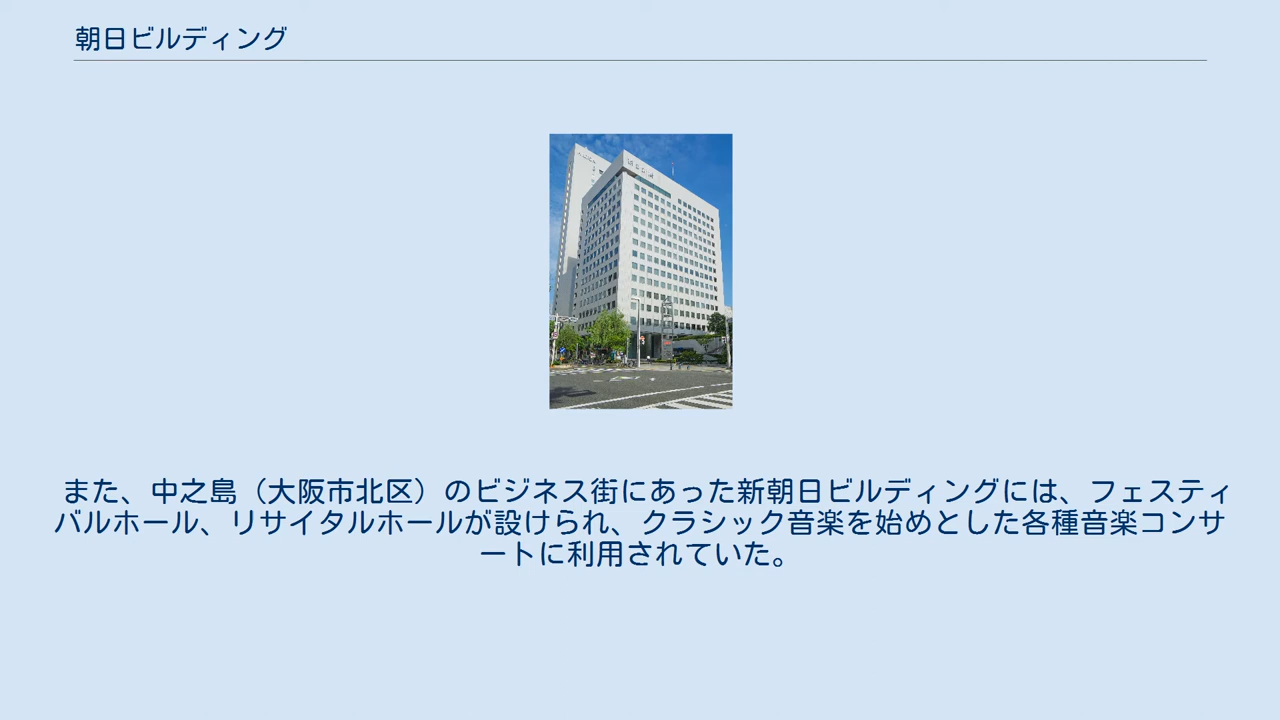 朝日ビルディング
また、中之島（大阪市北区）のビジネス街にあった新朝日ビルディングには、フェスティ
バルホール、リサイタルホールが設けられ、クラシック音楽を始めとした各種音楽コンサ
ートに利用されていた。